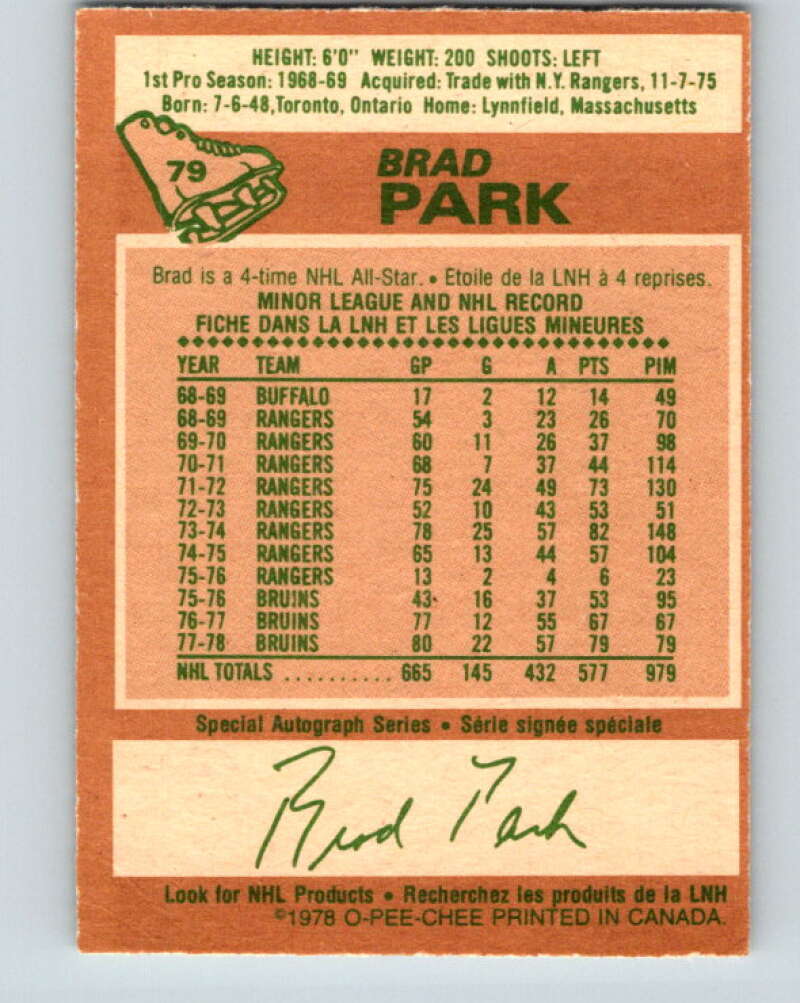 HEIGHT: 6'0" WEIGHT: 200 SHOOTS: LEFT
1st Pro Season: 1968-69 Acquired: Trade with N.Y. Rangers, 11-7-75
Born: 7-6-48, Toronto, Ontario Home: Lynnfield, Massachusetts
79
BRAD
PARK
Brad is a 4-time NHL All-Star. • Etoile de la LNH à 4 reprises.
MINOR LEAGUE AND NHL RECORD
FICHE DANS LA LNH ET LES LIGUES MINEURES
YEAR TEAM GP G A PTS PIM
68-69 BUFFALO 17 2 12 14 49
68-69 RANGERS 54 3 23 26 70
69-70 RANGERS 60 11 26 37 98
70-71 RANGERS 68 7 37 44 114
71-72 RANGERS 75 24 49 73 130
72-73 RANGERS 52 10 43 53 51
73-74 RANGERS 78 25 57 82 148
74-75 RANGERS 65 13 44 57 104
75-76 RANGERS 13 2 4 6 23
75-76 BRUINS 43 16 37 53 95
76-77 BRUINS 77 12 55 67 67
77-78 BRUINS 80 22 57 79 79
NHL TOTALS .......... 665 145 432 577 979
Special Autograph Series • Série signée spéciale
Brad Park
Look for NHL Products • Recherchez les produits de la LNH
©1978 O-PEE-CHEE PRINTED IN CANADA.